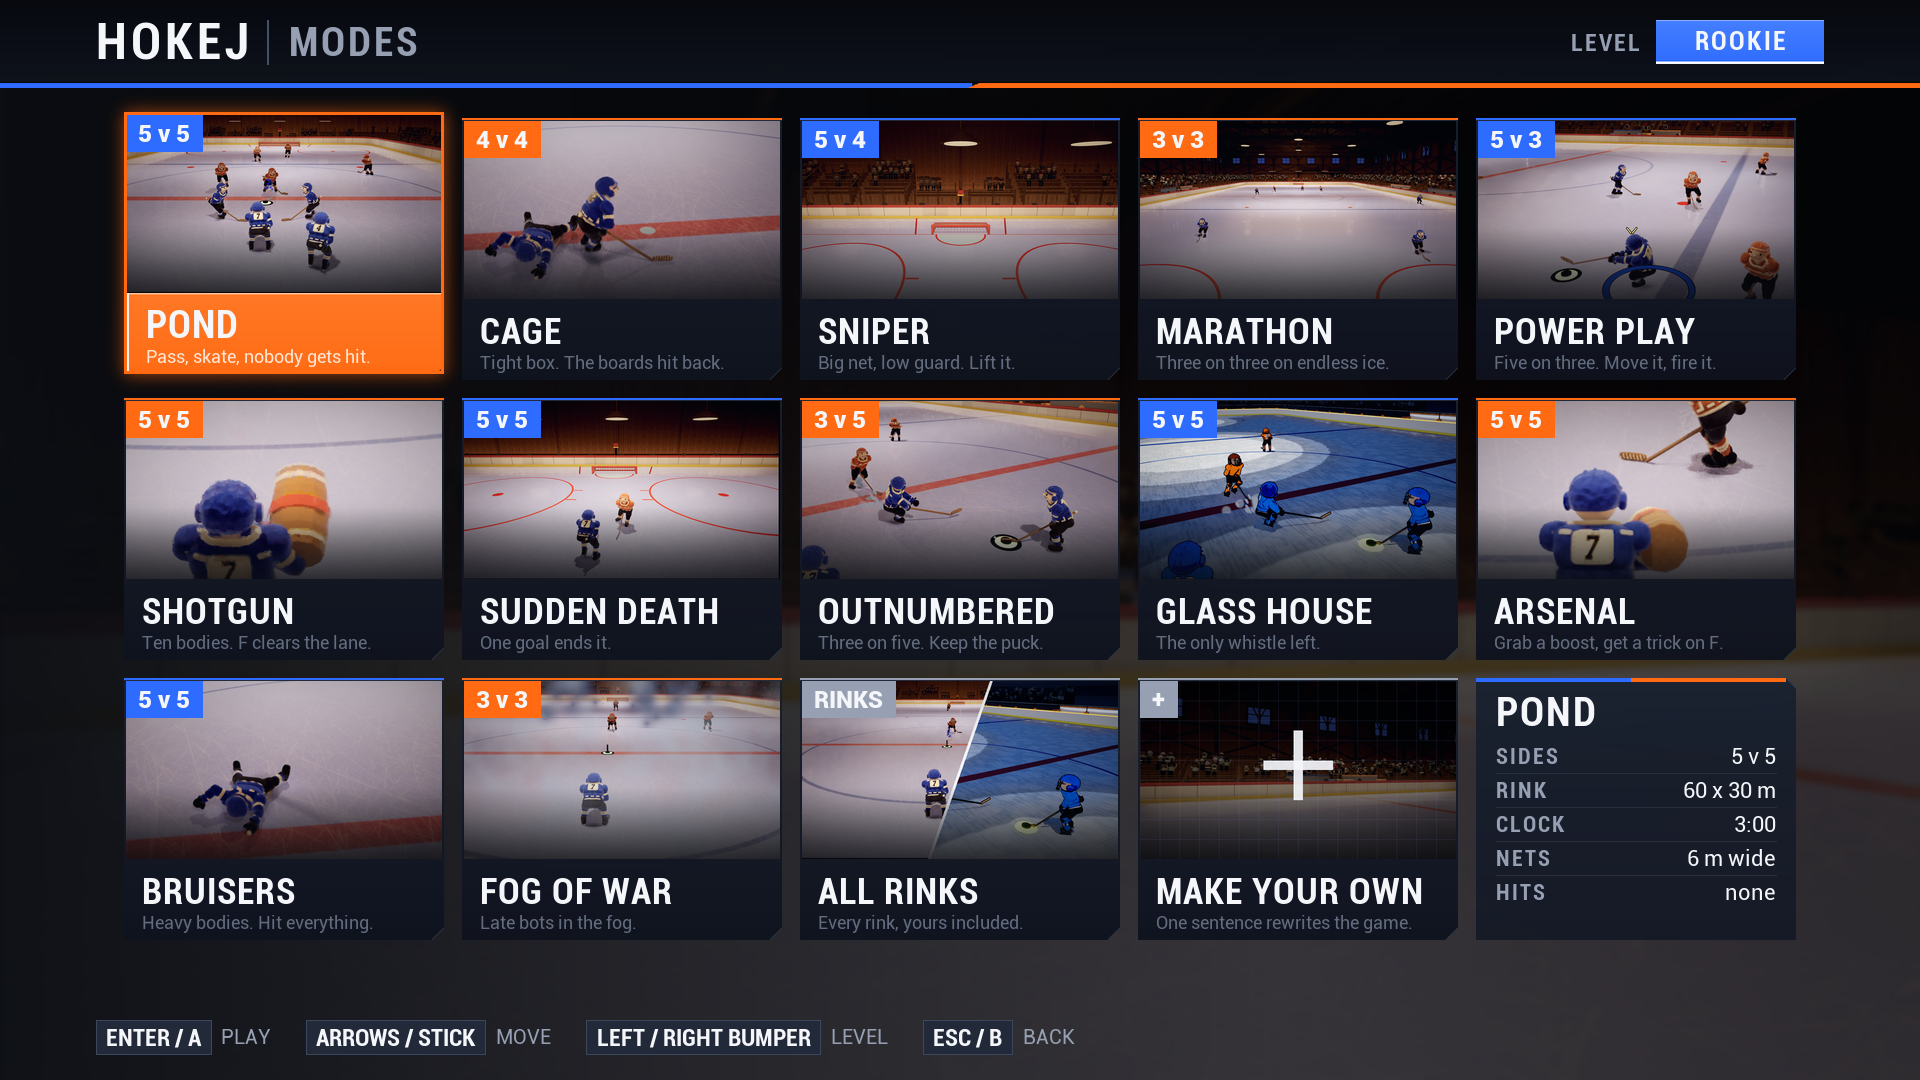 HOKEJ MODES
LEVEL ROOKIE
5 v 5
POND
Pass, skate, nobody gets hit.
4 v 4
CAGE
Tight box. The boards hit back.
5 v 4
SNIPER
Big net, low guard. Lift it.
3 v 3
MARATHON
Three on three on endless ice.
5 v 3
POWER PLAY
Five on three. Move it, fire it.
5 v 5
7
SHOTGUN
Ten bodies. F clears the lane.
5 v 5
7
SUDDEN DEATH
One goal ends it.
3 v 5
OUTNUMBERED
Three on five. Keep the puck.
5 v 5
GLASS HOUSE
The only whistle left.
5 v 5
7
ARSENAL
Grab a boost, get a trick on F.
5 v 5
BRUISERS
Heavy bodies. Hit everything.
3 v 3
7
FOG OF WAR
Late bots in the fog.
RINKS
7
ALL RINKS
Every rink, yours included.
+
MAKE YOUR OWN
One sentence rewrites the game.
POND
SIDES 5 v 5
RINK 60 x 30 m
CLOCK 3:00
NETS 6 m wide
HITS none
ENTER / A PLAY ARROWS / STICK MOVE LEFT / RIGHT BUMPER LEVEL ESC / B BACK